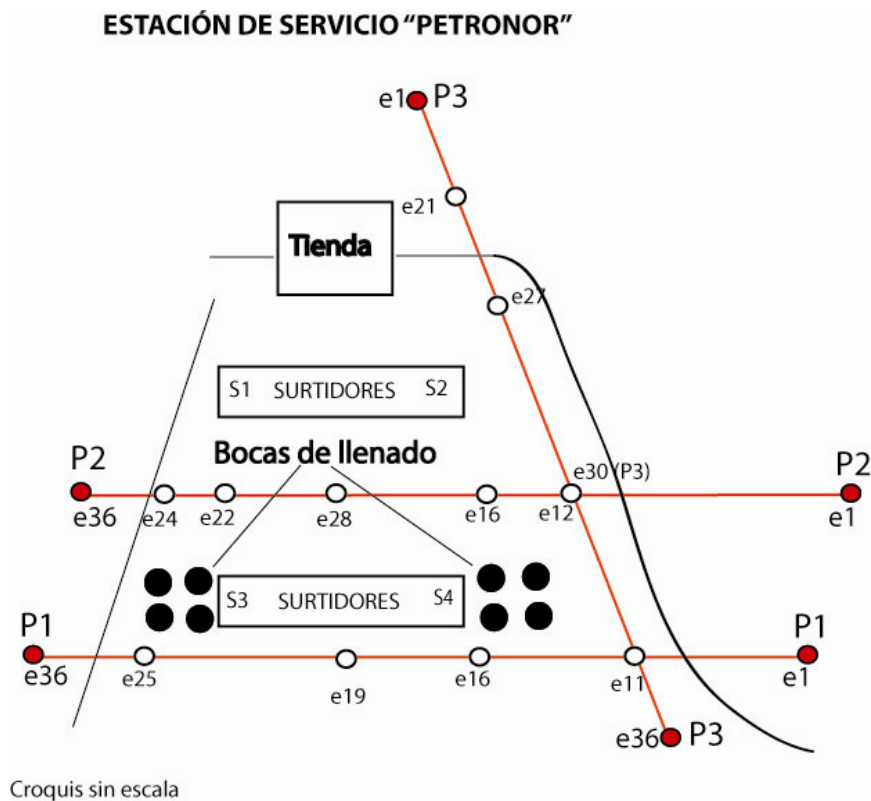 ESTACIÓN DE SERVICIO “PETRONOR”
e1 P3
e21
Tienda
e27
S1 SURTIDORES S2
Bocas de llenado
P2 e30 (P3) P2
e36 e24 e22 e28 e16 e12 e1
S3 SURTIDORES S4
P1 P1
e36 e25 e19 e16 e11 e1
e36 P3
Croquis sin escala